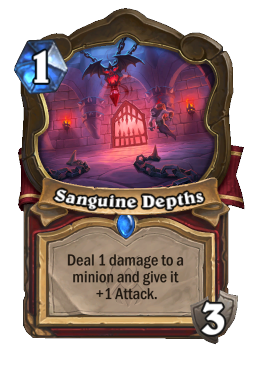 1
Sanguine Depths
Deal 1 damage to a
minion and give it
+1 Attack.
3